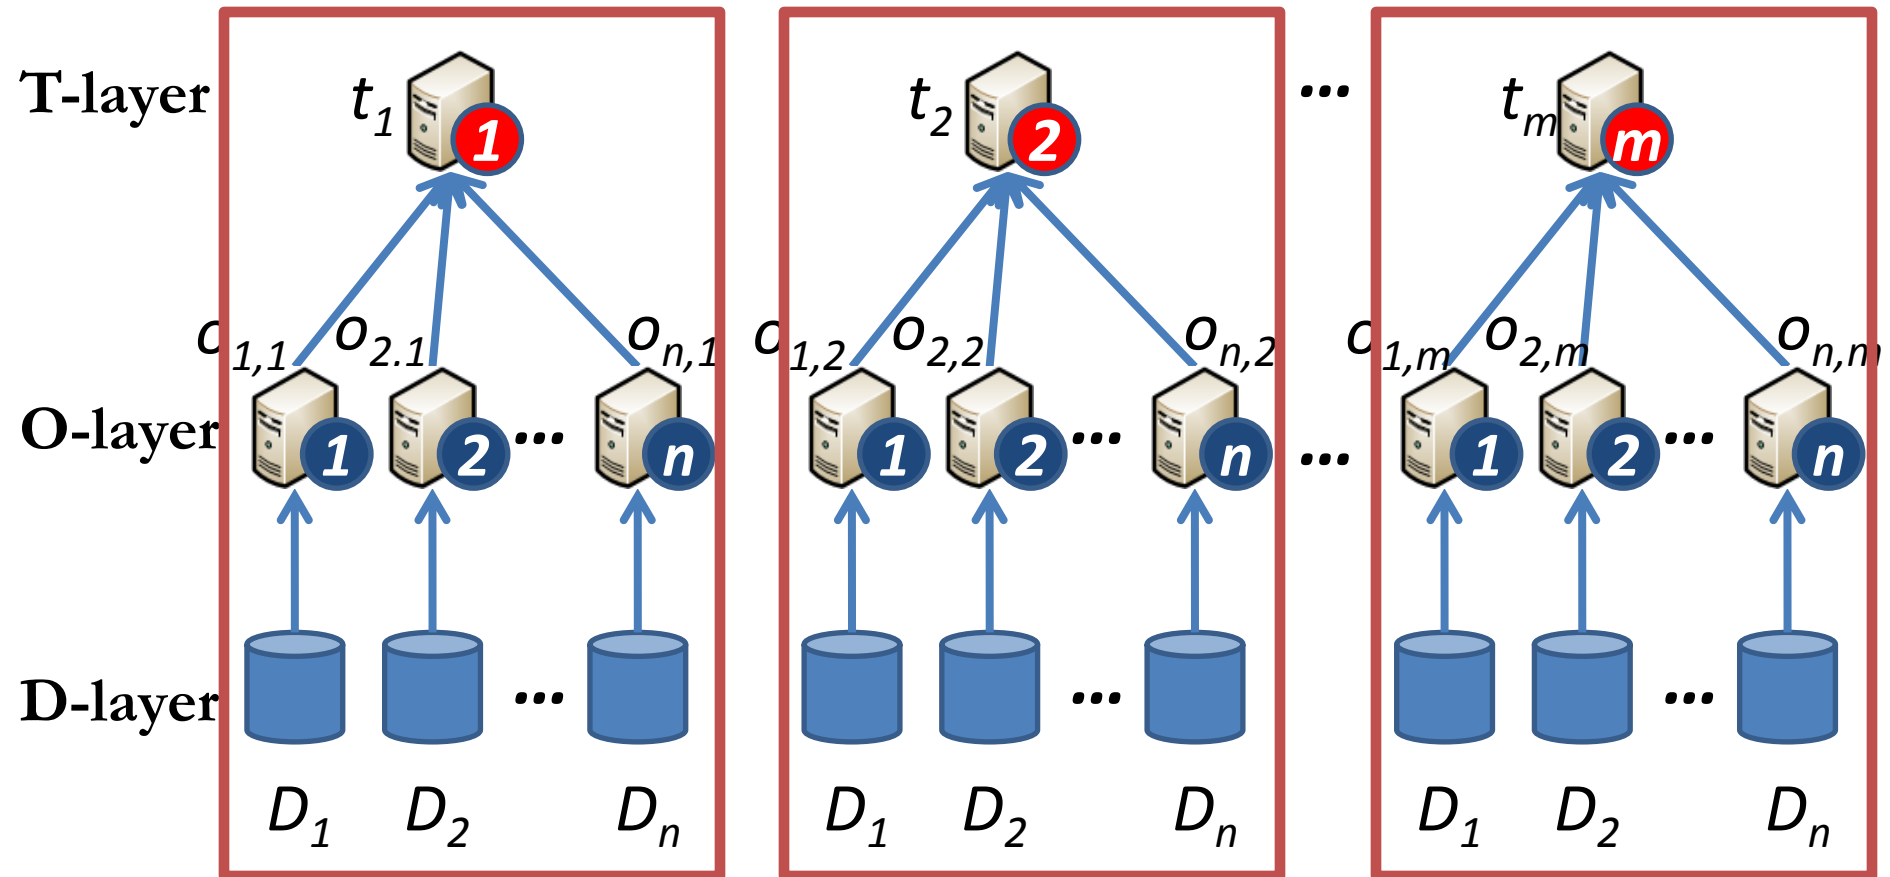 T-layer t1 1 t2 2 ... tm m
o1,1 o2.1 on,1 o1,2 o2,2 on,2 o1,m o2,m on,m
O-layer 1 2 ... n 1 2 ... n ... 1 2 ... n
D-layer ... ... ...
D1 D2 Dn D1 D2 Dn D1 D2 Dn